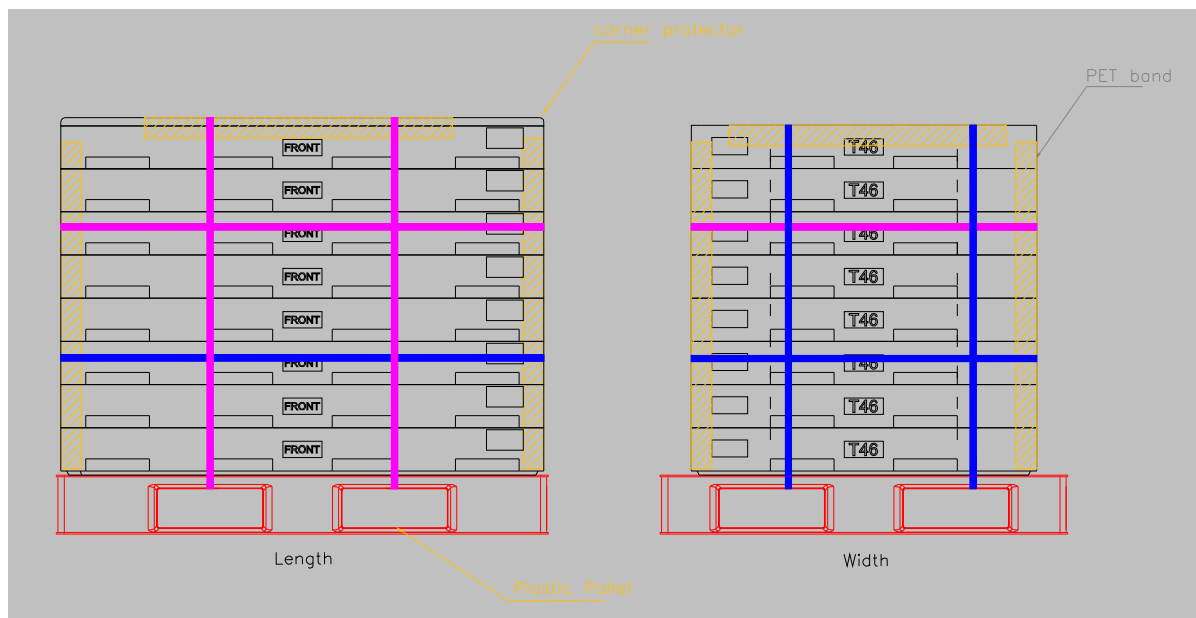 corner protector
PET band
FRONT
T46
FRONT
T46
FRONT
T46
FRONT
T46
FRONT
T46
FRONT
T46
FRONT
T46
FRONT
T46
Length
Width
Plastic Pallet